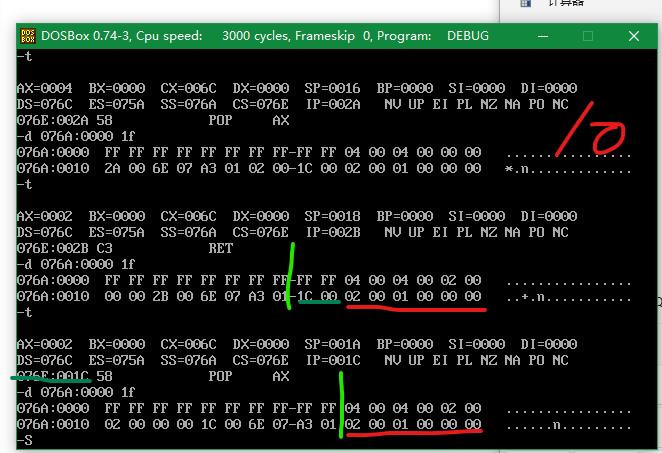 计算器
DOSBox 0.74-3, Cpu speed: 3000 cycles, Frameskip 0, Program: DEBUG
-t
AX=0004 BX=0000 CX=006C DX=0000 SP=0016 BP=0000 SI=0000 DI=0000
DS=076C ES=075A SS=076A CS=076E IP=002A NV UP EI PL NZ NA PO NC
076E:002A 58 POP AX
-d 076A:0000 1f
076A:0000 FF FF FF FF FF FF FF FF-FF FF 04 00 04 00 00 00 ................
076A:0010 2A 00 6E 07 A3 01 02 00-1C 00 02 00 01 00 00 00 *.n.............
-t
AX=0002 BX=0000 CX=006C DX=0000 SP=0018 BP=0000 SI=0000 DI=0000
DS=076C ES=075A SS=076A CS=076E IP=002B NV UP EI PL NZ NA PO NC
076E:002B C3 RET
-d 076A:0000 1f
076A:0000 FF FF FF FF FF FF FF FF-FF FF 04 00 04 00 02 00 ................
076A:0010 00 00 2B 00 6E 07 A3 01-1C 00 02 00 01 00 00 00 ..+.n...........
-t
AX=0002 BX=0000 CX=006C DX=0000 SP=001A BP=0000 SI=0000 DI=0000
DS=076C ES=075A SS=076A CS=076E IP=001C NV UP EI PL NZ NA PO NC
076E:001C 58 POP AX
-d 076A:0000 1f
076A:0000 FF FF FF FF FF FF FF FF-FF FF 04 00 04 00 02 00 ................
076A:0010 02 00 00 00 1C 00 6E 07-A3 01 02 00 01 00 00 00 ......n.........
-S